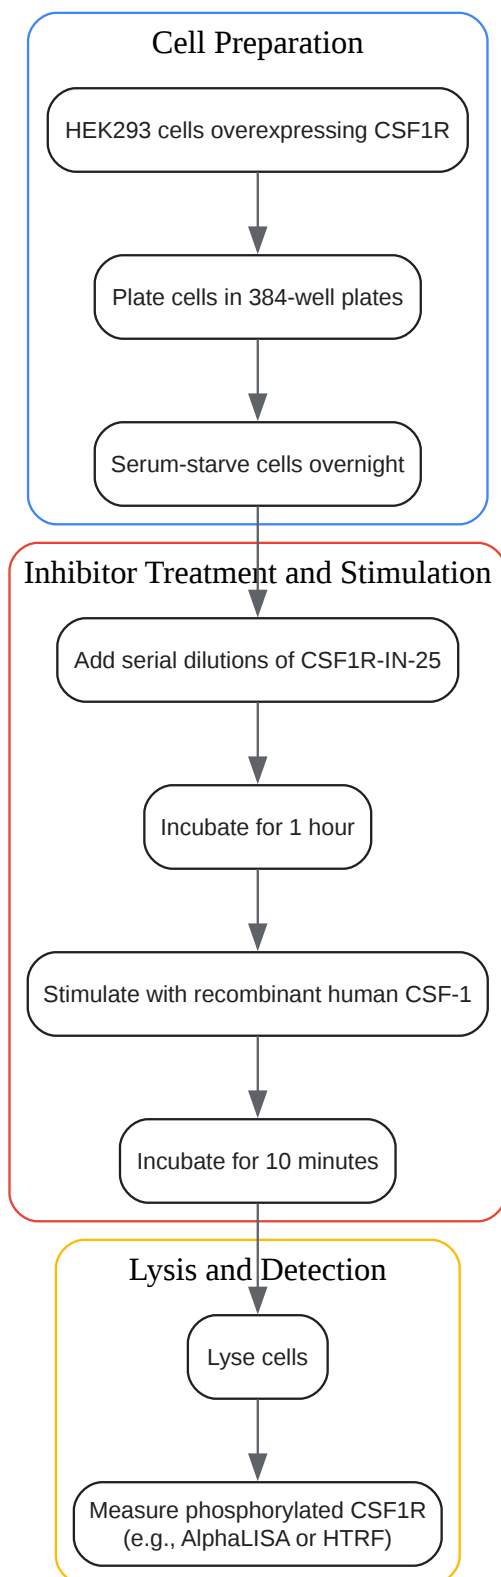 Cell Preparation
HEK293 cells overexpressing CSF1R
Plate cells in 384-well plates
Serum-starve cells overnight
Inhibitor Treatment and Stimulation
Add serial dilutions of CSF1R-IN-25
Incubate for 1 hour
Stimulate with recombinant human CSF-1
Incubate for 10 minutes
Lysis and Detection
Lyse cells
Measure phosphorylated CSF1R
(e.g., AlphaLISA or HTRF)